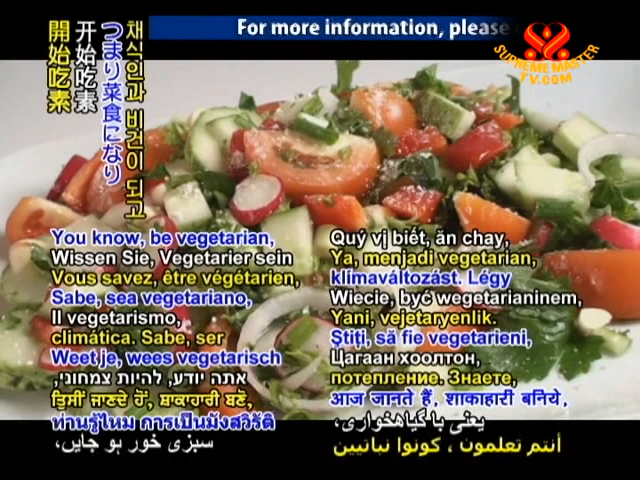 For more information, please
SUPREME MASTER
TV.COM
開始吃素
开始吃素
つまり菜食になり
채식인과 비건이 되고
You know, be vegetarian,
Wissen Sie, Vegetarier sein
Vous savez, être végétarien,
Sabe, sea vegetariano,
Il vegetarismo,
climática. Sabe, ser
Weet je, wees vegetarisch
אתה יודע, להיות צמחוני,
ਤੁਸੀਂ ਜਾਣਦੇ ਹੋਂ, ਸ਼ਾਕਾਹਾਰੀ ਬਣੋ,
ท่านรู้ไหม การเป็นมังสวิรัติ
سبزی خور ہو جایں،
Quý vị biết, ăn chay,
Ya, menjadi vegetarian,
klímaváltozást. Légy
Wiecie, być wegetarianinem,
Yani, vejetaryenlik.
Ştiţi, să fie vegetarieni,
Цагаан хоолтон,
потепление. Знаете,
आज जानते हैं, शाकाहारी बनिये,
یعنی با گیاهخواری،
أنتم تعلمون ، كونوا نباتيين